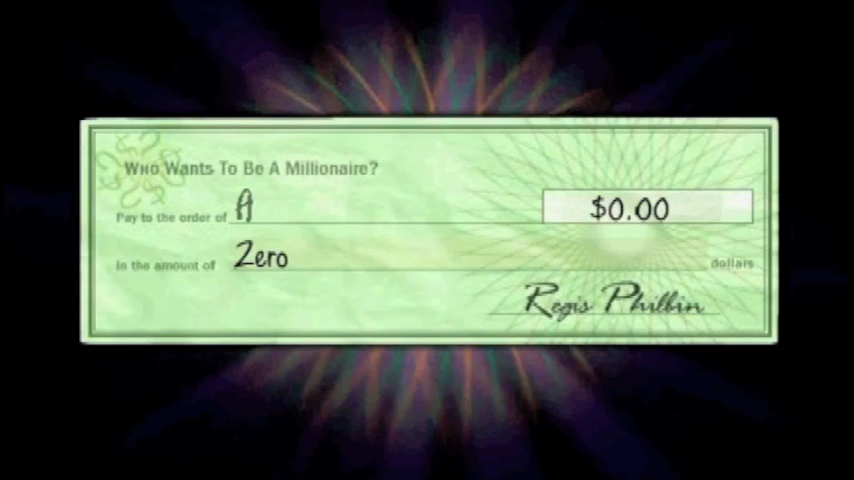 Who Wants To Be A Millionaire?
Pay to the order of A $0.00
In the amount of Zero dollars
Regis Philbin